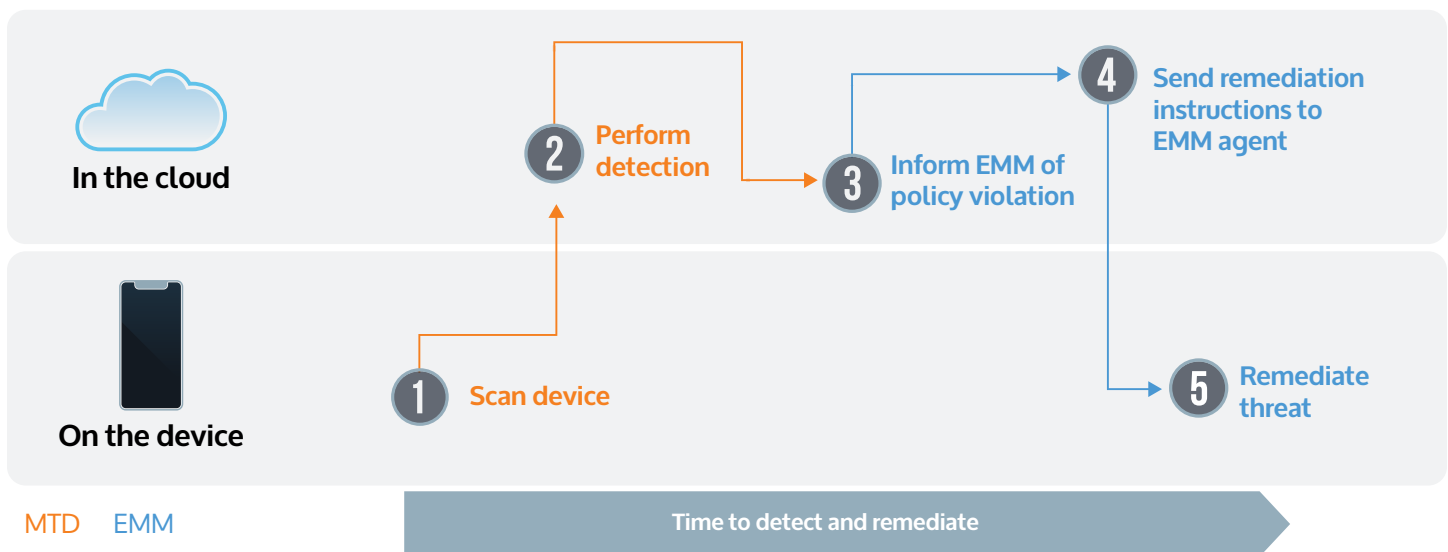 In the cloud
2
Perform
detection
3
Inform EMM of
policy violation
4
Send remediation
instructions to
EMM agent
On the device
1
Scan device
5
Remediate
threat
MTD EMM
Time to detect and remediate